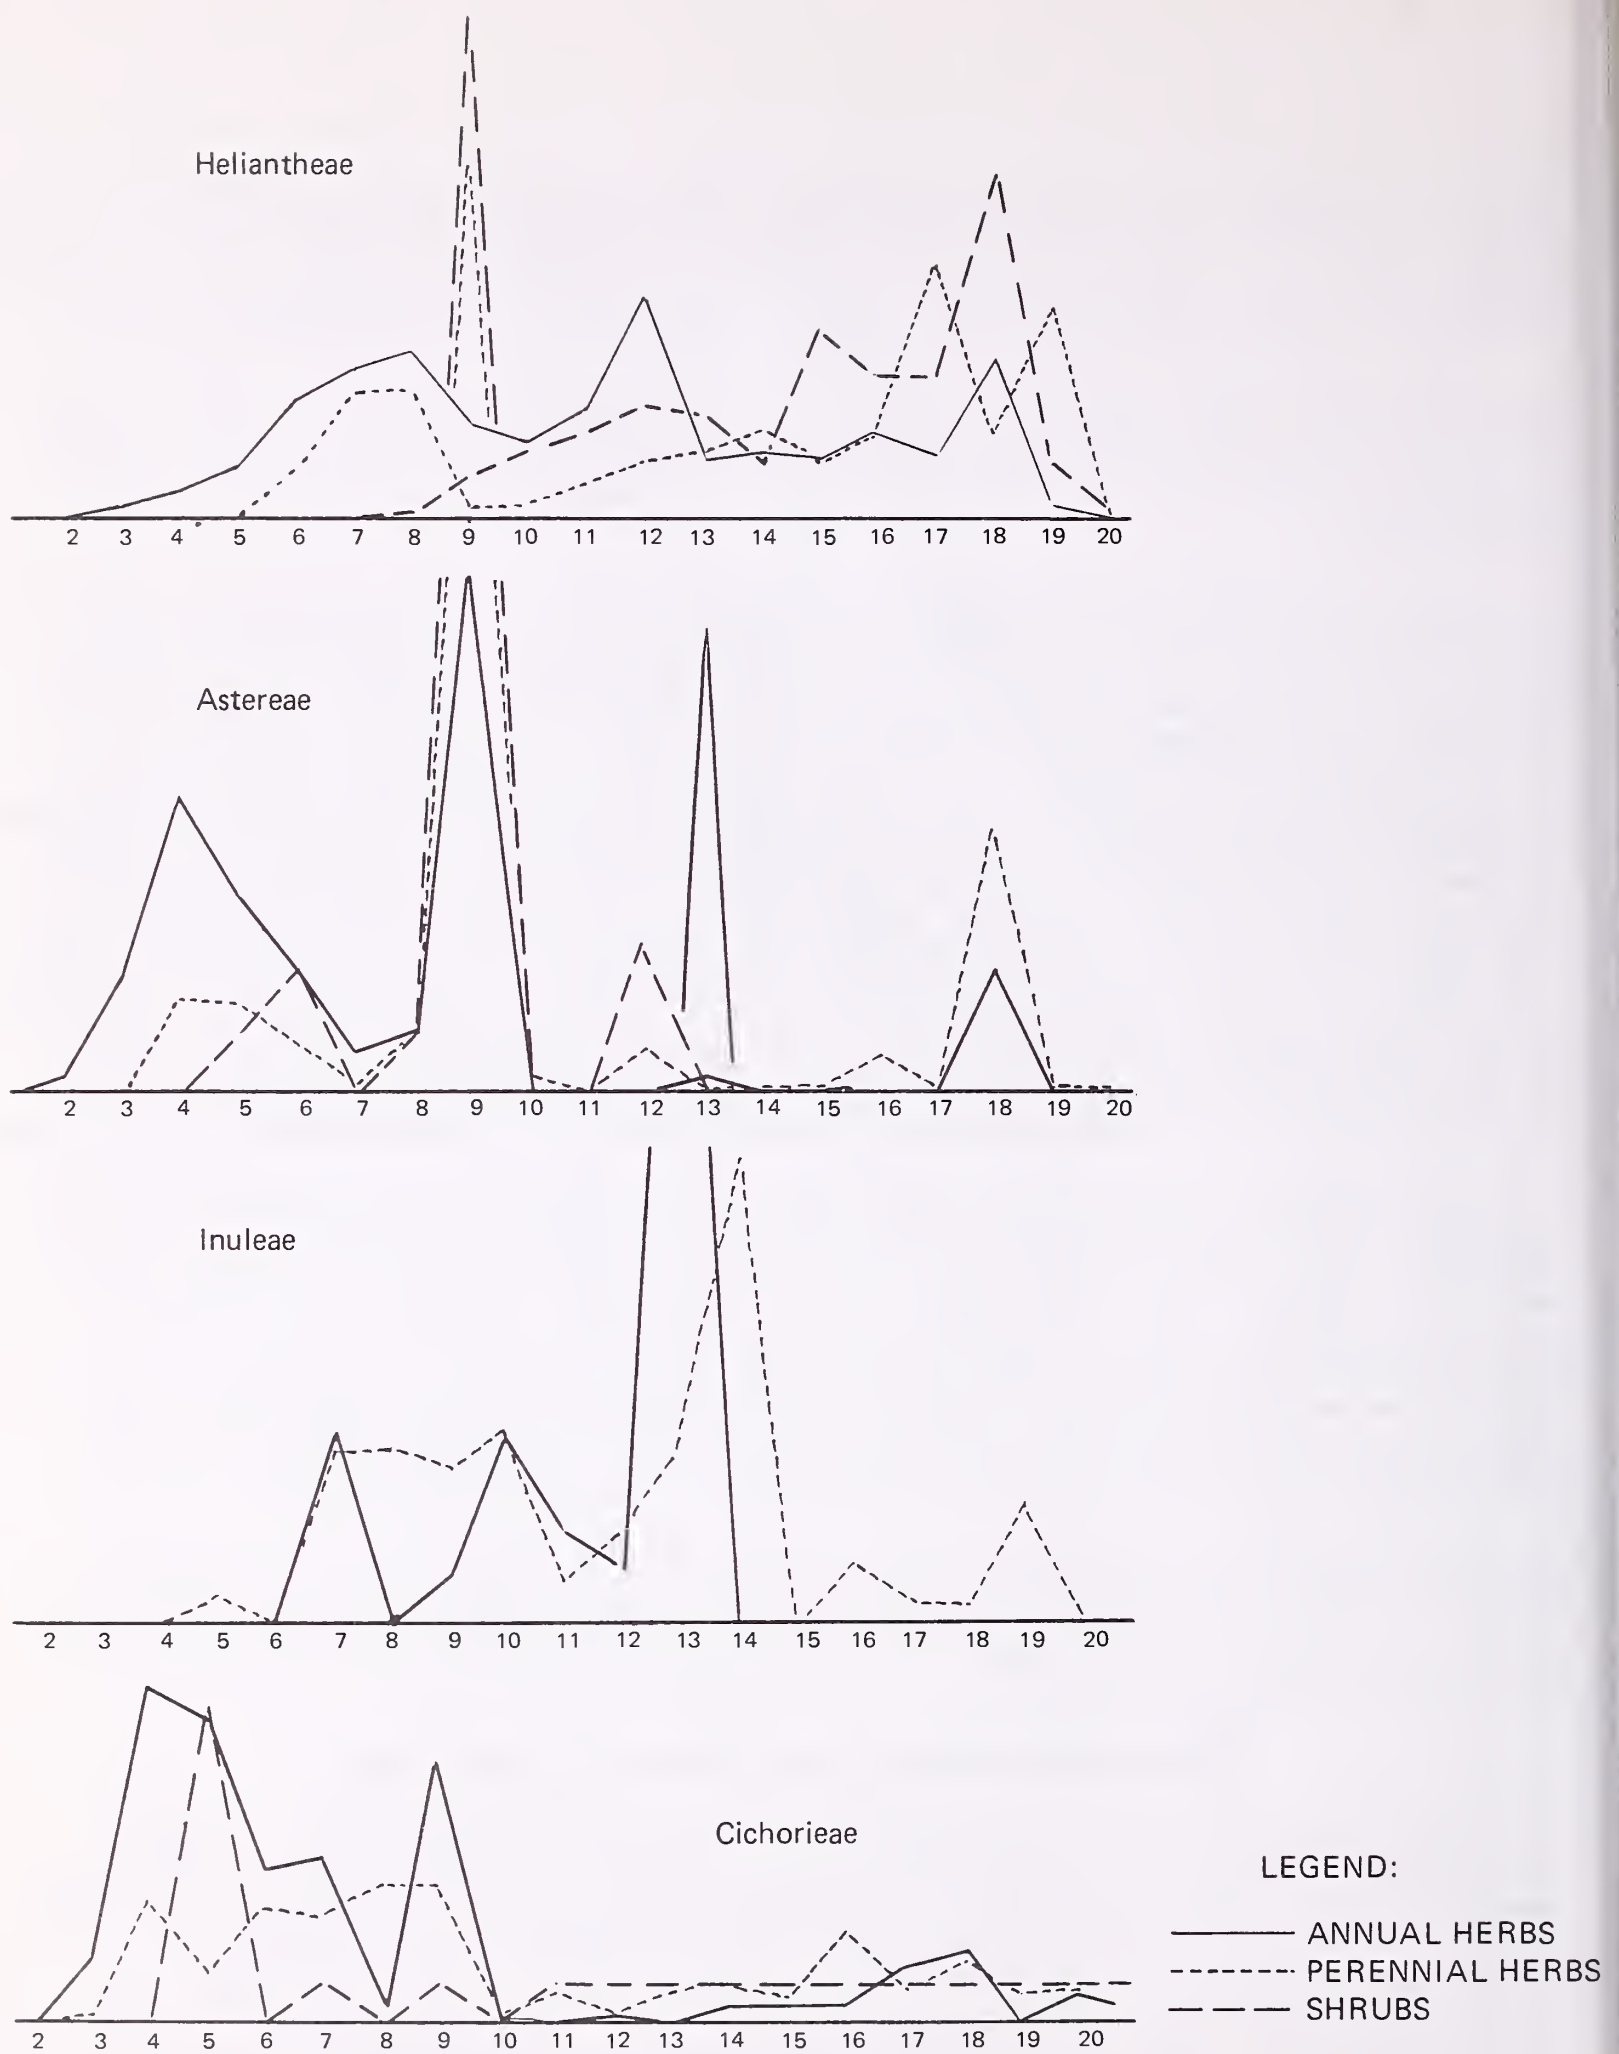 Heliantheae
2 3 4 5 6 7 8 9 10 11 12 13 14 15 16 17 18 19 20
Astereae
2 3 4 5 6 7 8 9 10 11 12 13 14 15 16 17 18 19 20
Inuleae
2 3 4 5 6 7 8 9 10 11 12 13 14 15 16 17 18 19 20
Cichorieae
LEGEND:
ANNUAL HERBS
PERENNIAL HERBS
SHRUBS
2 3 4 5 6 7 8 9 10 11 12 13 14 15 16 17 18 19 20